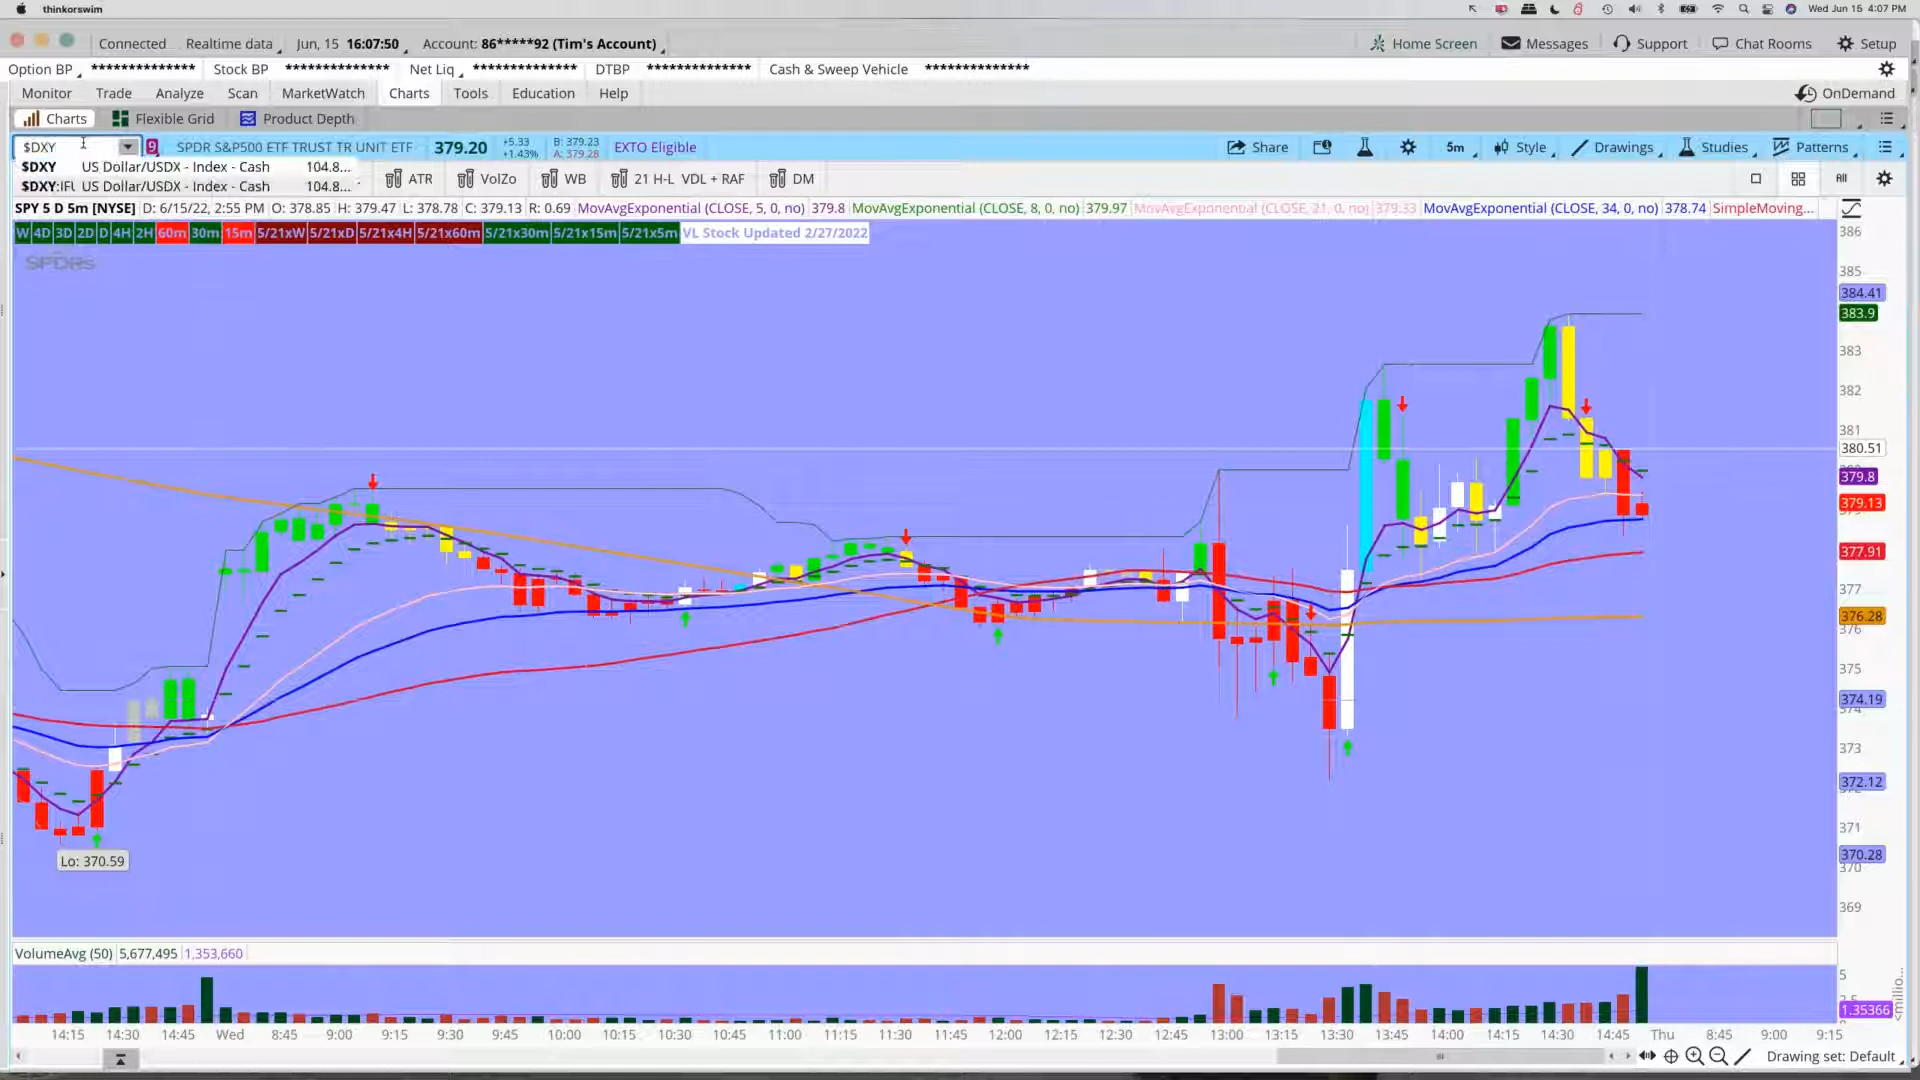 thinkorswim Wed Jun 15 4:07 PM
Connected Realtime data Jun, 15 16:07:50 Account: 86*****92 (Tim's Account) Home Screen Messages Support Chat Rooms Setup
Option BP ************** Stock BP ************** Net Liq ************** DTBP ************** Cash & Sweep Vehicle **************
Monitor Trade Analyze Scan MarketWatch Charts Tools Education Help OnDemand
Charts Flexible Grid Product Depth
$DXY 9 SPDR S&P500 ETF TRUST TR UNIT ETF 379.20 +5.33 +1.43% B: 379.23 A: 379.28 EXTO Eligible Share 5m Style Drawings Studies Patterns
$DXY US Dollar/USDX - Index - Cash 104.8...
$DXY:IFU US Dollar/USDX - Index - Cash 104.8... ATR VolZo WB 21 H-L VDL + RAF DM All
SPY 5 D 5m [NYSE] D: 6/15/22, 2:55 PM O: 378.85 H: 379.47 L: 378.78 C: 379.13 R: 0.69 MovAvgExponential (CLOSE, 5, 0, no) 379.8 MovAvgExponential (CLOSE, 8, 0, no) 379.97 MovAvgExponential (CLOSE, 21, 0, no) 379.33 MovAvgExponential (CLOSE, 34, 0, no) 378.74 SimpleMoving...
W 4D 3D 2D D 4H 2H 60m 30m 15m 5/21xW 5/21xD 5/21x4H 5/21x60m 5/21x30m 5/21x15m 5/21x5m VL Stock Updated 2/27/2022
SPDRs
386
385
384.41
383.9
383
382
381
380.51
379.8
379.13
377.91
377
376.28
376
375
374.19
373
372.12
371
370.28
370
369
Lo: 370.59
VolumeAvg (50) 5,677,495 1,353,660
5
1.35366
<millio...
14:15 14:30 14:45 Wed 8:45 9:00 9:15 9:30 9:45 10:00 10:15 10:30 10:45 11:00 11:15 11:30 11:45 12:00 12:15 12:30 12:45 13:00 13:15 13:30 13:45 14:00 14:15 14:30 14:45 Thu 8:45 9:00 9:15
Drawing set: Default